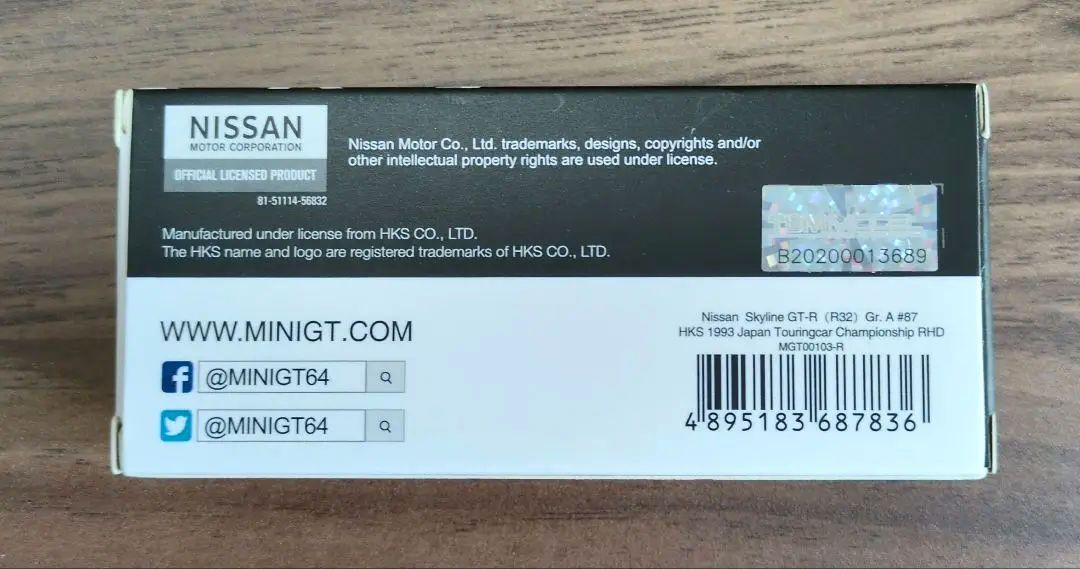 NISSAN
MOTOR CORPORATION
OFFICIAL LICENSED PRODUCT
81-51114-56832
Nissan Motor Co., Ltd. trademarks, designs, copyrights and/or
other intellectual property rights are used under license.
Manufactured under license from HKS CO., LTD.
The HKS name and logo are registered trademarks of HKS CO., LTD.
B20200013689
WWW.MINIGT.COM
@MINIGT64
@MINIGT64
Nissan Skyline GT-R (R32) Gr. A #87
HKS 1993 Japan Touringcar Championship RHD
MGT00103-R
4 895183 687836